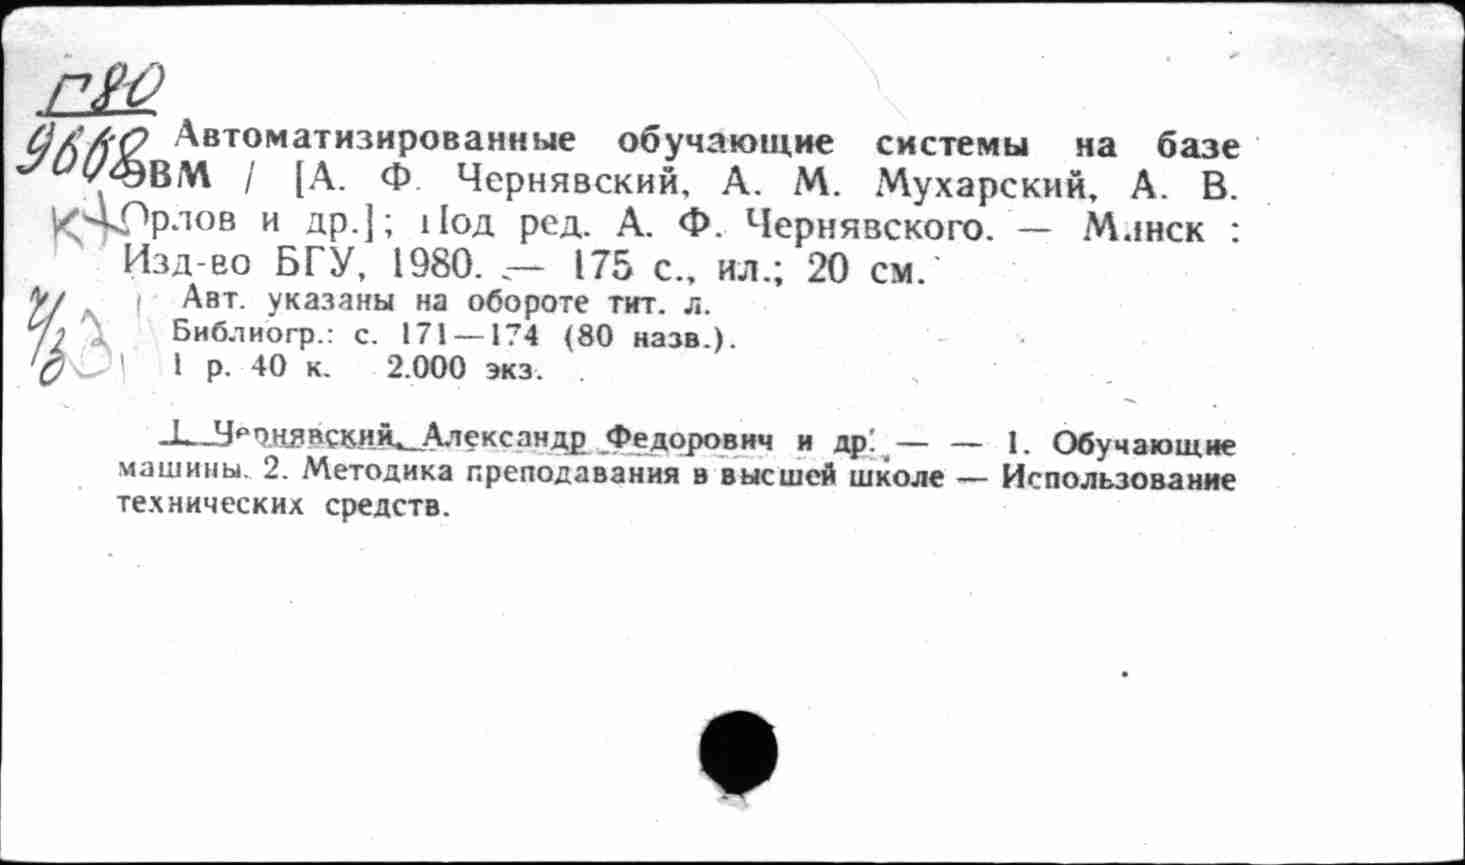 Г80
9668
Автоматизированные обучающие системы на базе
ЭВМ / [А. Ф. Чернявский, А. М. Мухарский, А. В.
Орлов и др.]; Под ред. А. Ф. Чернявского. — Минск :
Изд-во БГУ, 1980. — 175 с., ил.; 20 см.
Авт. указаны на обороте тит. л.
Библиогр.: с. 171—174 (80 назв.).
1 р. 40 к. 2.000 экз.
I. Чернявский, Александр Федорович и др. — — 1. Обучающие
машины. 2. Методика преподавания в высшей школе — Использование
технических средств.